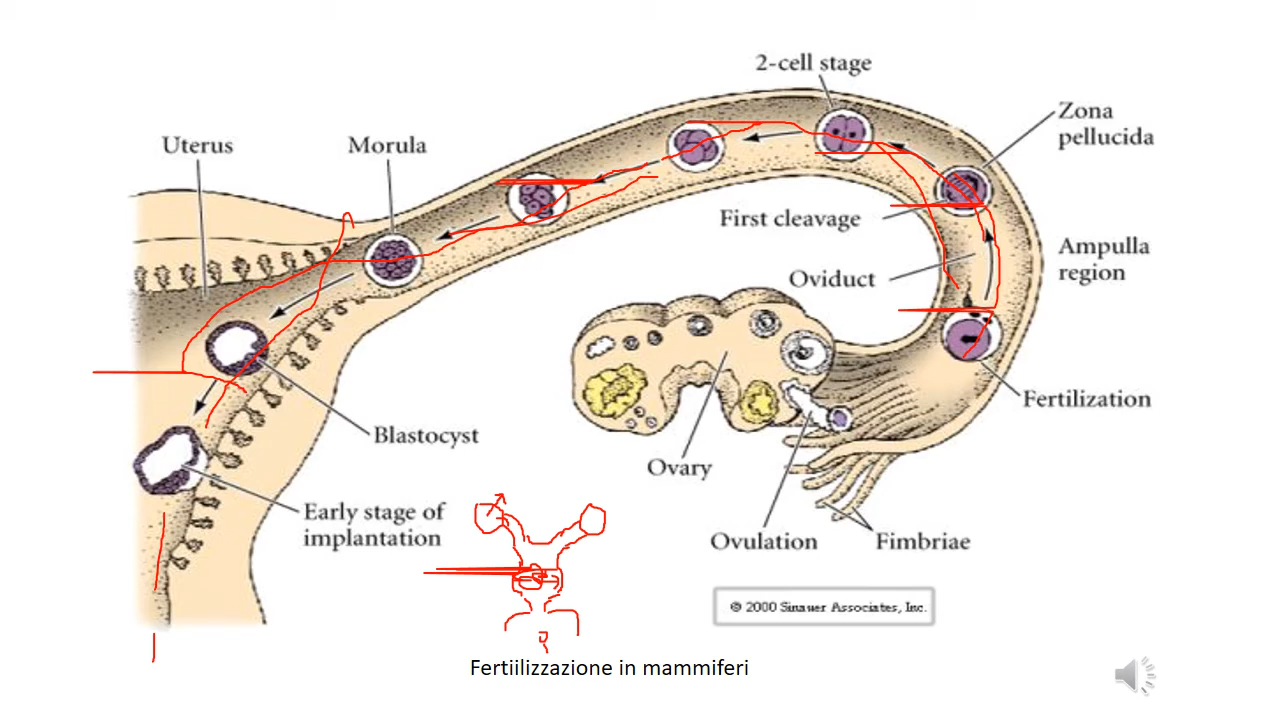 2-cell stage
Zona
pellucida
Uterus
Morula
First cleavage
Ampulla
region
Oviduct
Fertilization
Blastocyst
Ovary
Early stage of
implantation
Ovulation
Fimbriae
© 2000 Sinauer Associates, Inc.
Fertiilizzazione in mammiferi